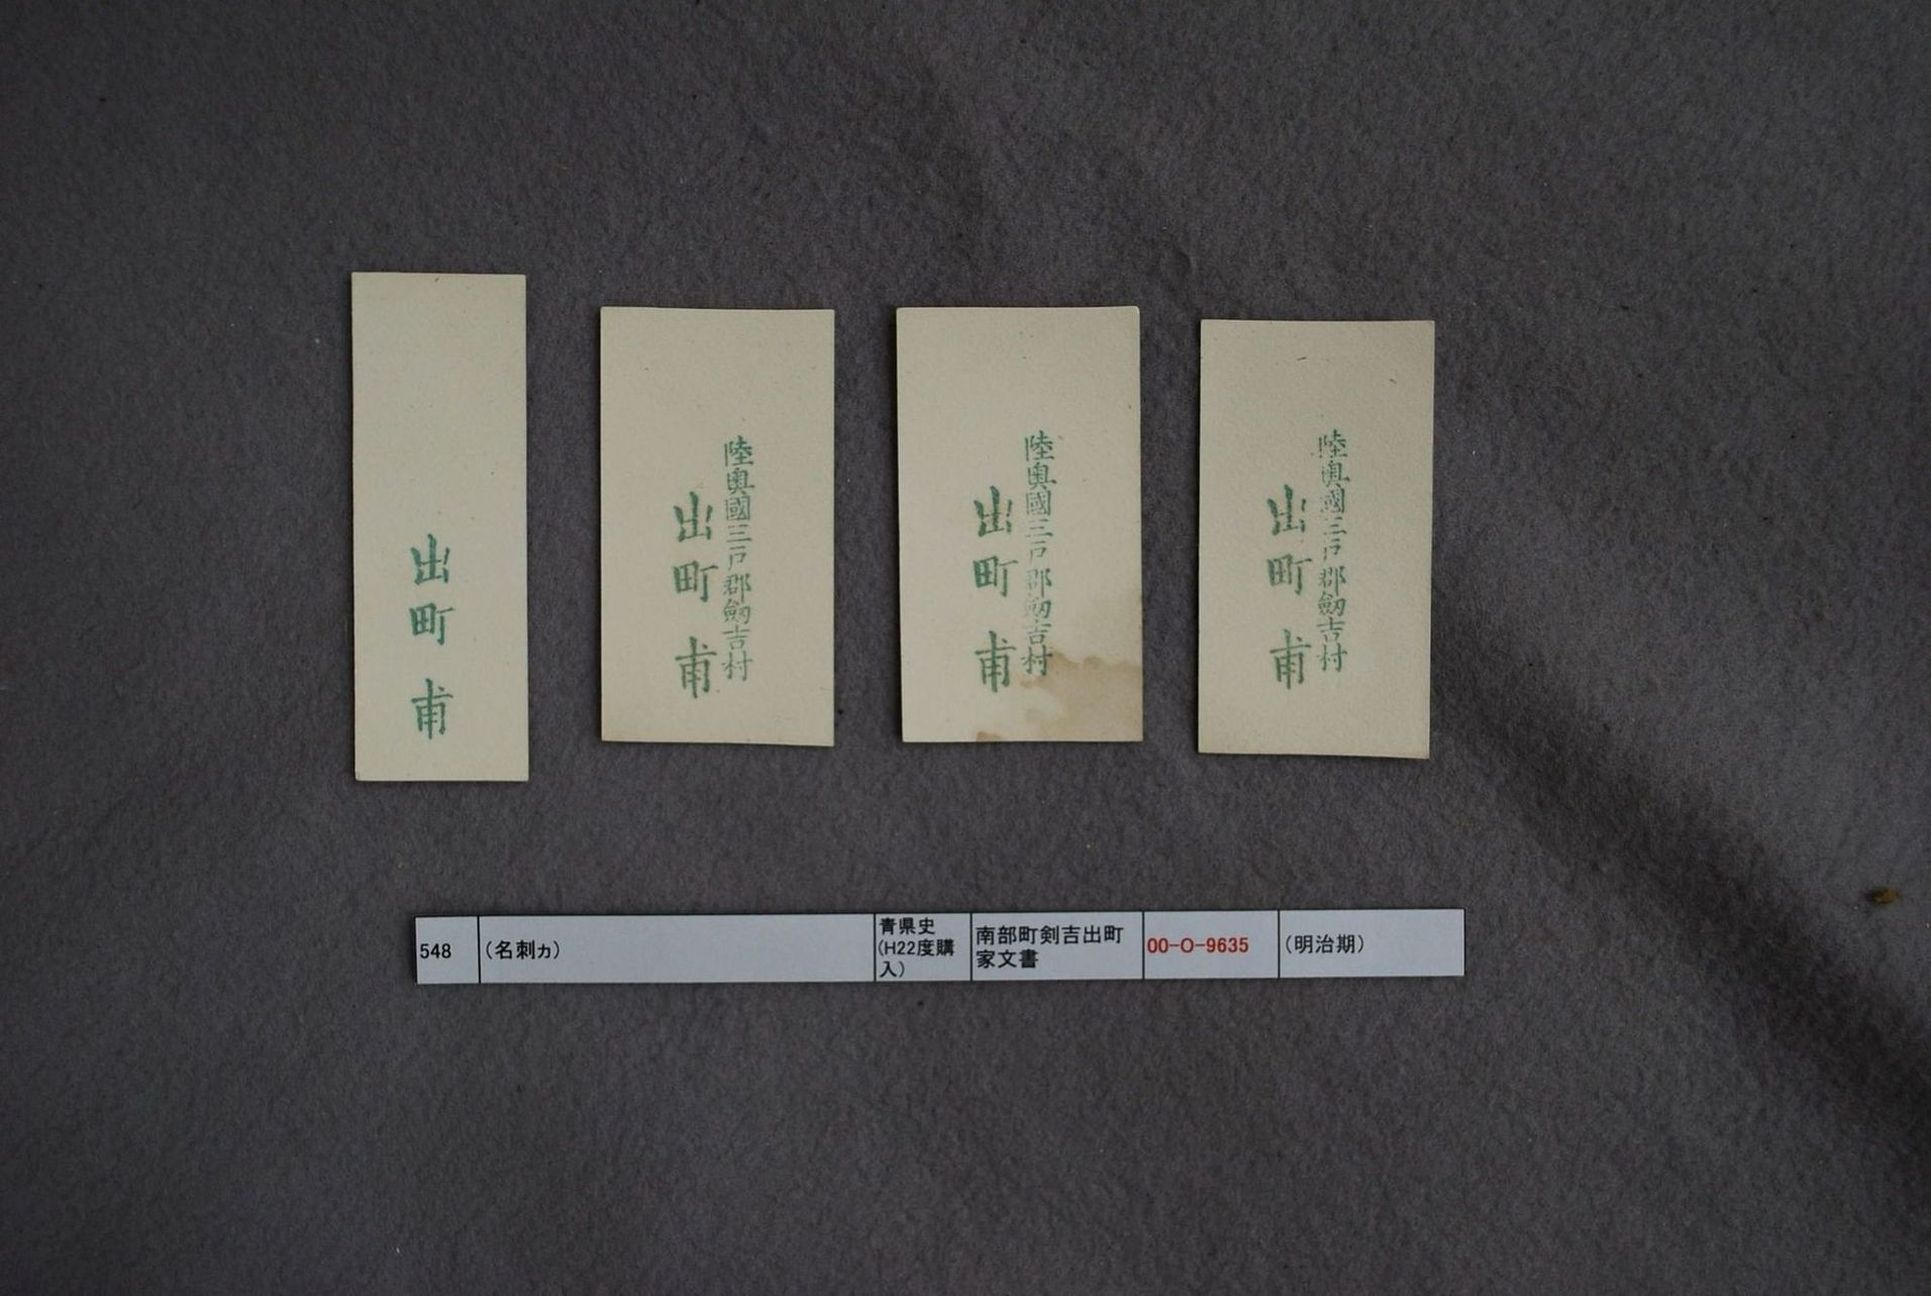 出町甫
陸奥國三戸郡劔吉村
出町甫
陸奥國三戸郡劔吉村
出町甫
陸奥國三戸郡劔吉村
出町甫
548
(名刺ヵ)
青県史
(H22度購
入)
南部町剣吉出町
家文書
00-O-9635
(明治期)